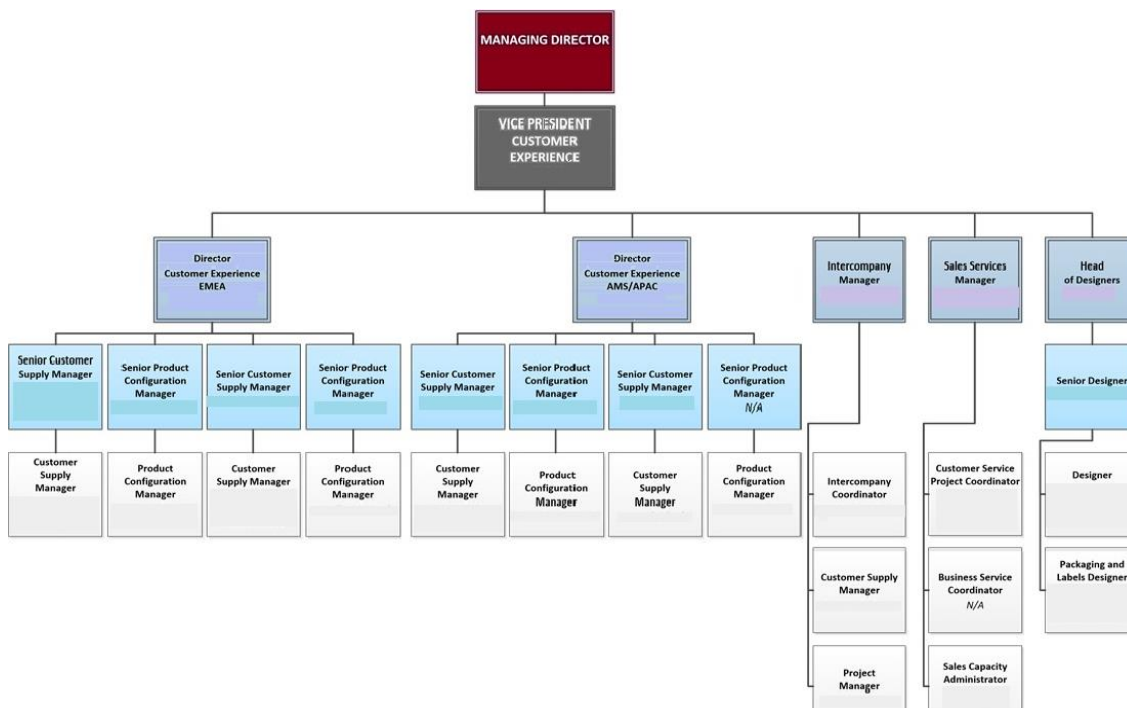 MANAGING DIRECTOR
VICE PRESIDENT
CUSTOMER
EXPERIENCE
Director
Customer Experience
EMEA
Director
Customer Experience
AMS/APAC
Intercompany
Manager
Sales Services
Manager
Head
of Designers
Senior Customer
Supply Manager
Senior Product
Configuration
Manager
Senior Customer
Supply Manager
Senior Product
Configuration
Manager
Senior Customer
Supply Manager
Senior Product
Configuration
Manager
Senior Customer
Supply Manager
Senior Product
Configuration
Manager
N/A
Senior Designer
Customer
Supply
Manager
Product
Configuration
Manager
Customer
Supply Manager
Product
Configuration
Manager
Customer
Supply
Manager
Product
Configuration
Manager
Customer
Supply
Manager
Product
Configuration
Manager
Intercompany
Coordinator
Customer Service
Project Coordinator
Designer
Customer Supply
Manager
Business Service
Coordinator
N/A
Packaging and
Labels Designer
Project
Manager
Sales Capacity
Administrator